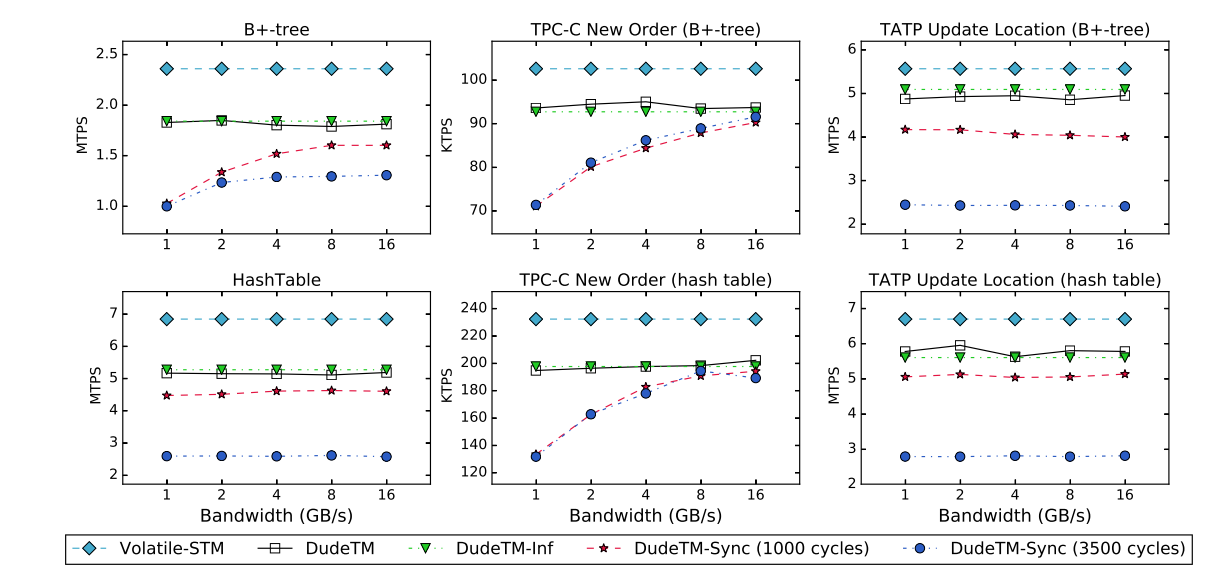 B+-tree
2.5
2.0
1.5
1.0
MTPS
1 2 4 8 16
TPC-C New Order (B+-tree)
100
90
80
70
KTPS
1 2 4 8 16
TATP Update Location (B+-tree)
6
5
4
3
2
MTPS
1 2 4 8 16
HashTable
7
6
5
4
3
2
MTPS
1 2 4 8 16
Bandwidth (GB/s)
TPC-C New Order (hash table)
240
220
200
180
160
140
120
KTPS
1 2 4 8 16
Bandwidth (GB/s)
TATP Update Location (hash table)
7
6
5
4
3
2
MTPS
1 2 4 8 16
Bandwidth (GB/s)
Volatile-STM DudeTM DudeTM-Inf DudeTM-Sync (1000 cycles) DudeTM-Sync (3500 cycles)